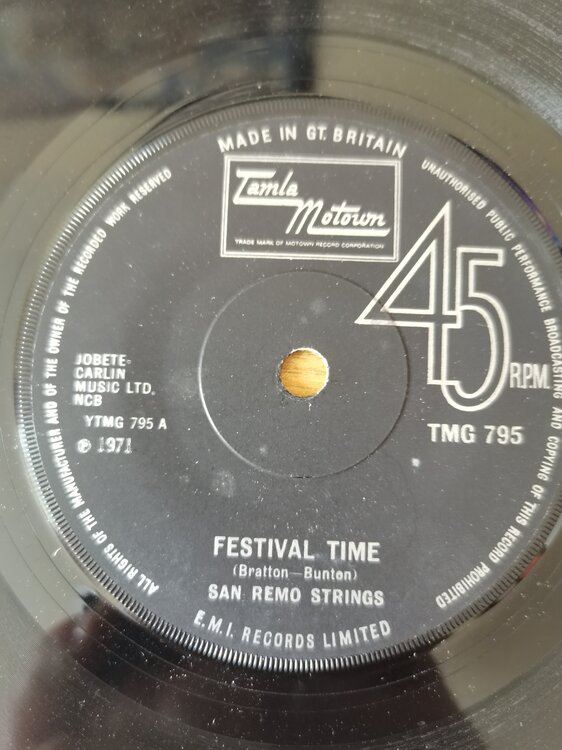 MADE IN GT. BRITAIN
Tamla
Motown
TRADE MARK OF MOTOWN RECORD CORPORATION
UNAUTHORISED PUBLIC PERFORMANCE BROADCASTING AND COPYING OF THIS RECORD PROHIBITED
ALL RIGHTS OF THE MANUFACTURER AND OF THE OWNER OF THE RECORDED WORK RESERVED
45
R.P.M.
TMG 795
JOBETE-
CARLIN
MUSIC LTD.
NCB
YTMG 795 A
℗ 1971
FESTIVAL TIME
(Bratton—Bunton)
SAN REMO STRINGS
E.M.I. RECORDS LIMITED